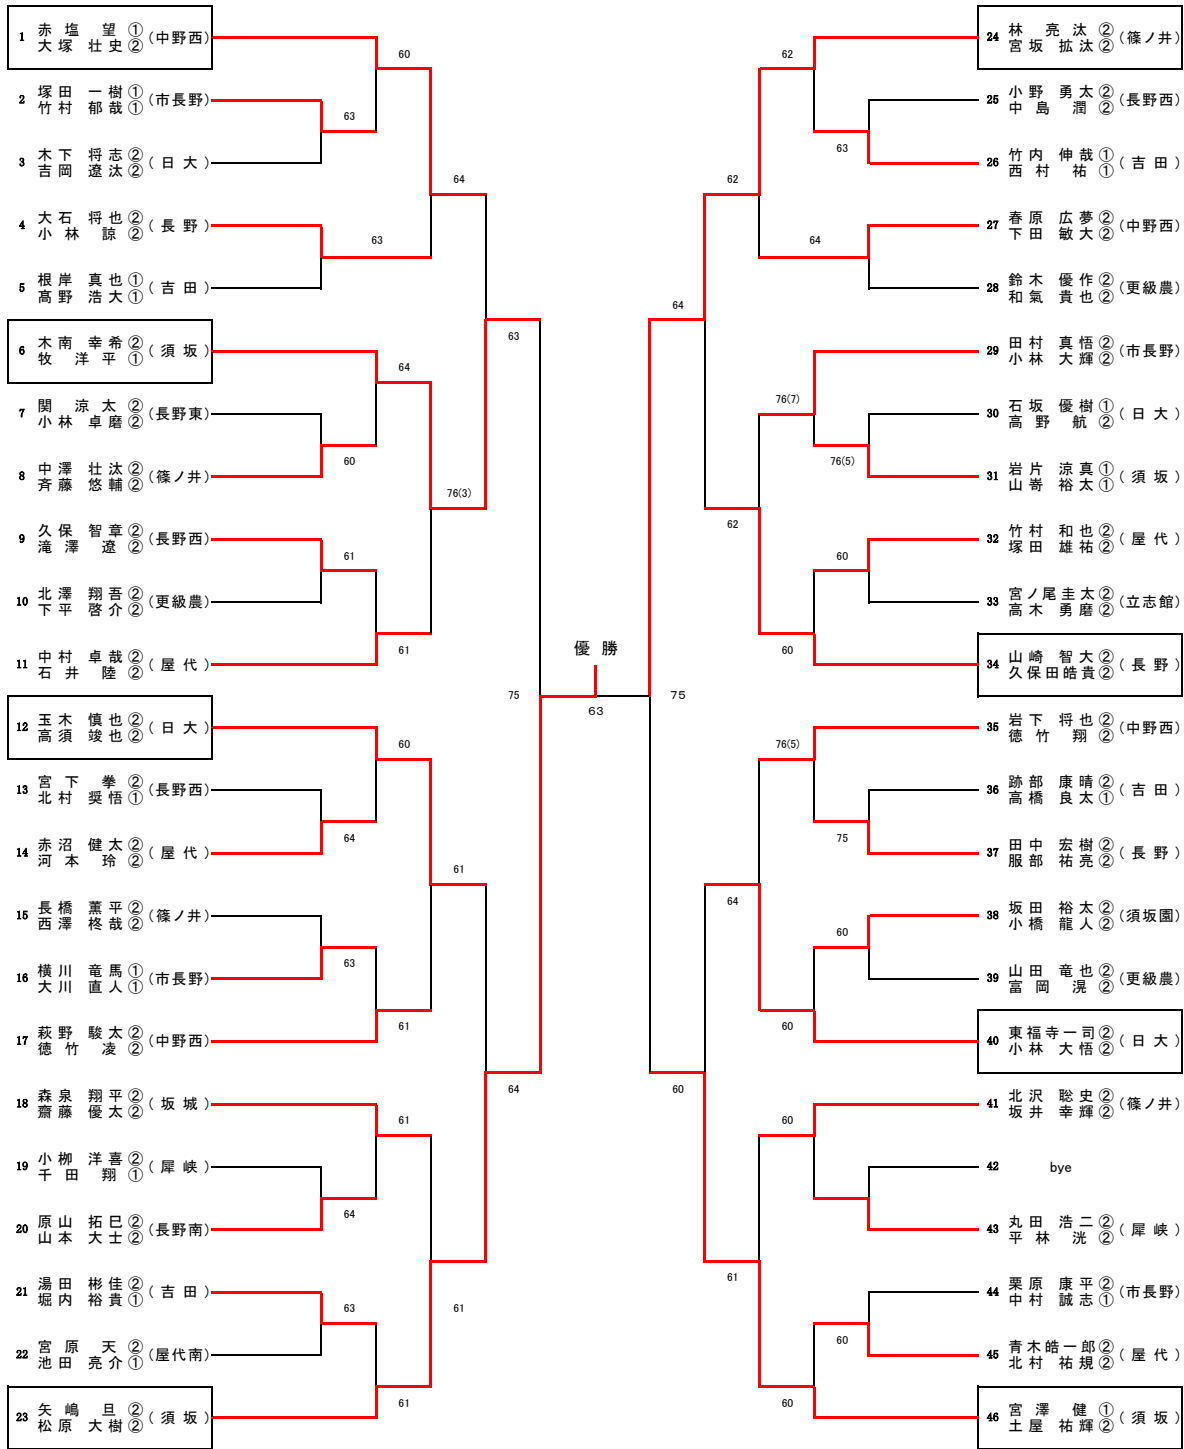 1 赤塩 望① 大塚 壮史② (中野西)
2 塚田 一樹① 竹村 郁哉① (市長野)
3 木下 将志② 吉岡 遼汰② (日大)
4 大石 将也② 小林 諒② (長野)
5 根岸 真也① 髙野 浩大① (吉田)
6 木南 幸希② 牧 洋平① (須坂)
7 関 涼太② 小林 卓磨② (長野東)
8 中澤 壮汰② 斉藤 悠輔② (篠ノ井)
9 久保 智章② 滝澤 遼② (長野西)
10 北澤 翔吾② 下平 啓介② (更級農)
11 中村 卓哉② 石井 陸② (屋代)
12 玉木 慎也② 高須 竣也② (日大)
13 宮下 拳② 北村 奨悟① (長野西)
14 赤沼 健太② 河本 玲② (屋代)
15 長橋 薫平② 西澤 柊哉② (篠ノ井)
16 横川 竜馬① 大川 直人① (市長野)
17 萩野 駿太② 徳竹 凌② (中野西)
18 森泉 翔平② 齋藤 優太② (坂城)
19 小栁 洋喜② 千田 翔① (犀峡)
20 原山 拓巳② 山本 大士② (長野南)
21 湯田 彬佳② 堀内 裕貴① (吉田)
22 宮原 天② 池田 亮介① (屋代南)
23 矢嶋 旦② 松原 大樹② (須坂)
60
63
64
63
63
64
60
76(3)
61
61
75
60
64
61
63
61
64
61
64
63
61
61
優勝
63
75
62
63
62
64
64
76(7)
76(5)
62
60
60
76(5)
75
64
60
60
60
60
61
60
60
24 林 亮汰② 宮坂 拡汰② (篠ノ井)
25 小野 勇太② 中島 潤② (長野西)
26 竹内 伸哉① 西村 祐① (吉田)
27 春原 広夢② 下田 敏大② (中野西)
28 鈴木 優作② 和氣 貴也② (更級農)
29 田村 真悟② 小林 大輝② (市長野)
30 石坂 優樹① 高野 航② (日大)
31 岩片 涼真① 山嵜 裕太① (須坂)
32 竹村 和也② 塚田 雄祐② (屋代)
33 宮ノ尾圭太② 高木 勇磨② (立志館)
34 山崎 智大② 久保田皓貴② (長野)
35 岩下 将也② 徳竹 翔② (中野西)
36 跡部 康晴② 高橋 良太① (吉田)
37 田中 宏樹② 服部 祐亮② (長野)
38 坂田 裕太② 小橋 龍人② (須坂園)
39 山田 竜也② 富岡 滉② (更級農)
40 東福寺一司② 小林 大悟② (日大)
41 北沢 聡史② 坂井 幸輝② (篠ノ井)
42 bye
43 丸田 浩二② 平林 洸② (犀峡)
44 栗原 康平② 中村 誠志① (市長野)
45 青木皓一郎② 北村 祐規② (屋代)
46 宮澤 健① 土屋 祐輝② (須坂)